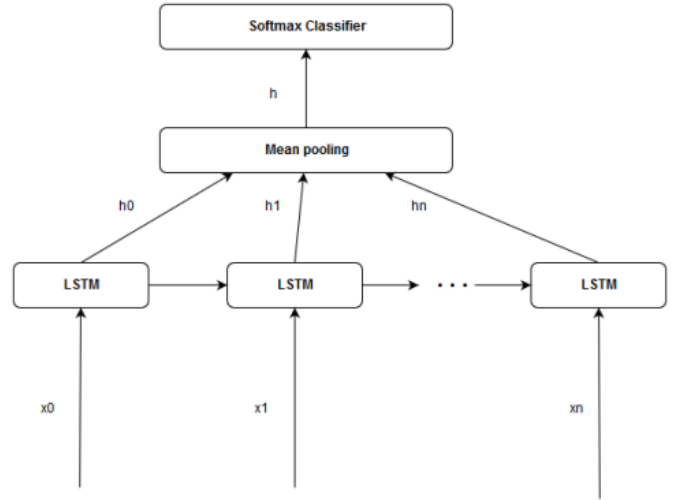 Softmax Classifier
h
Mean pooling
h0
h1
hn
LSTM
LSTM
. . .
LSTM
x0
x1
xn